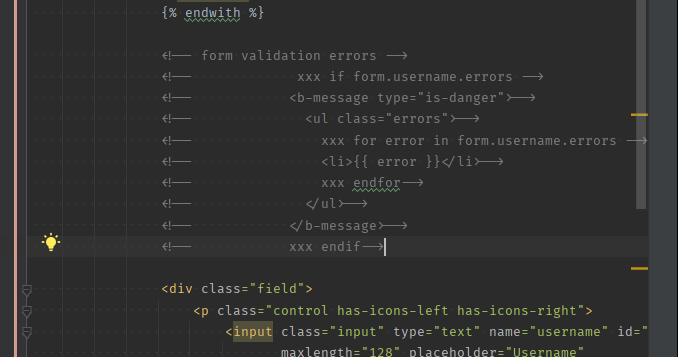 {% endwith %}
<!-- form validation errors -->
<!-- xxx if form.username.errors -->
<!-- <b-message type="is-danger">-->
<!-- <ul class="errors">-->
<!-- xxx for error in form.username.errors -->
<!-- <li>{{ error }}</li>-->
<!-- xxx endfor-->
<!-- </ul>-->
<!-- </b-message>-->
<!-- xxx endif-->
<div class="field">
<p class="control has-icons-left has-icons-right">
<input class="input" type="text" name="username" id="
maxlength="128" placeholder="Username"